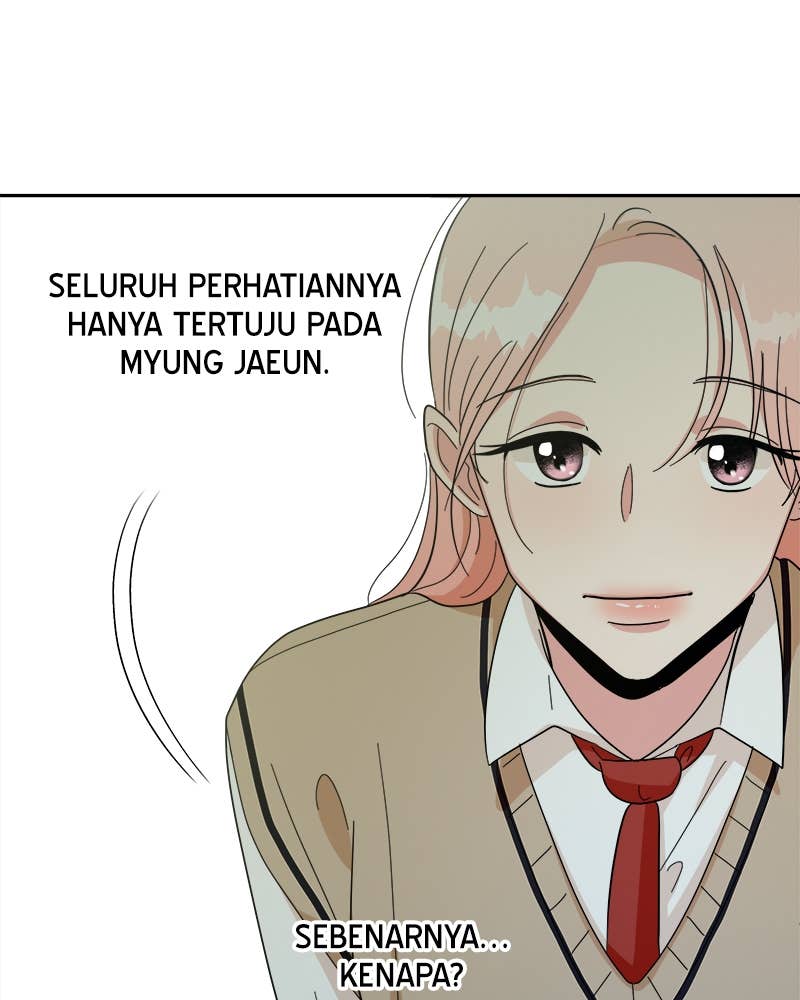 SELURUH PERHATIANNYA
HANYA TERTUJU PADA
MYUNG JAEUN.
SEBENARNYA...
KENAPA?